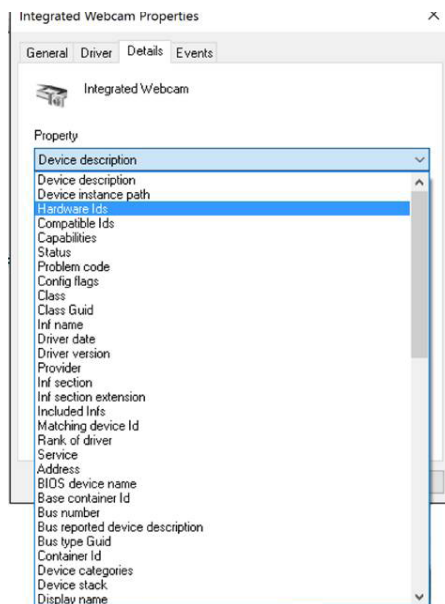 Integrated Webcam Properties
General Driver Details Events
Integrated Webcam
Property
Device description
Device description
Device instance path
Hardware Ids
Compatible Ids
Capabilities
Status
Problem code
Config flags
Class
Class Guid
Inf name
Driver date
Driver version
Provider
Inf section
Inf section extension
Included Infs
Matching device Id
Rank of driver
Service
Address
BIOS device name
Base container Id
Bus number
Bus reported device description
Bus type Guid
Container Id
Device categories
Device stack
Display name